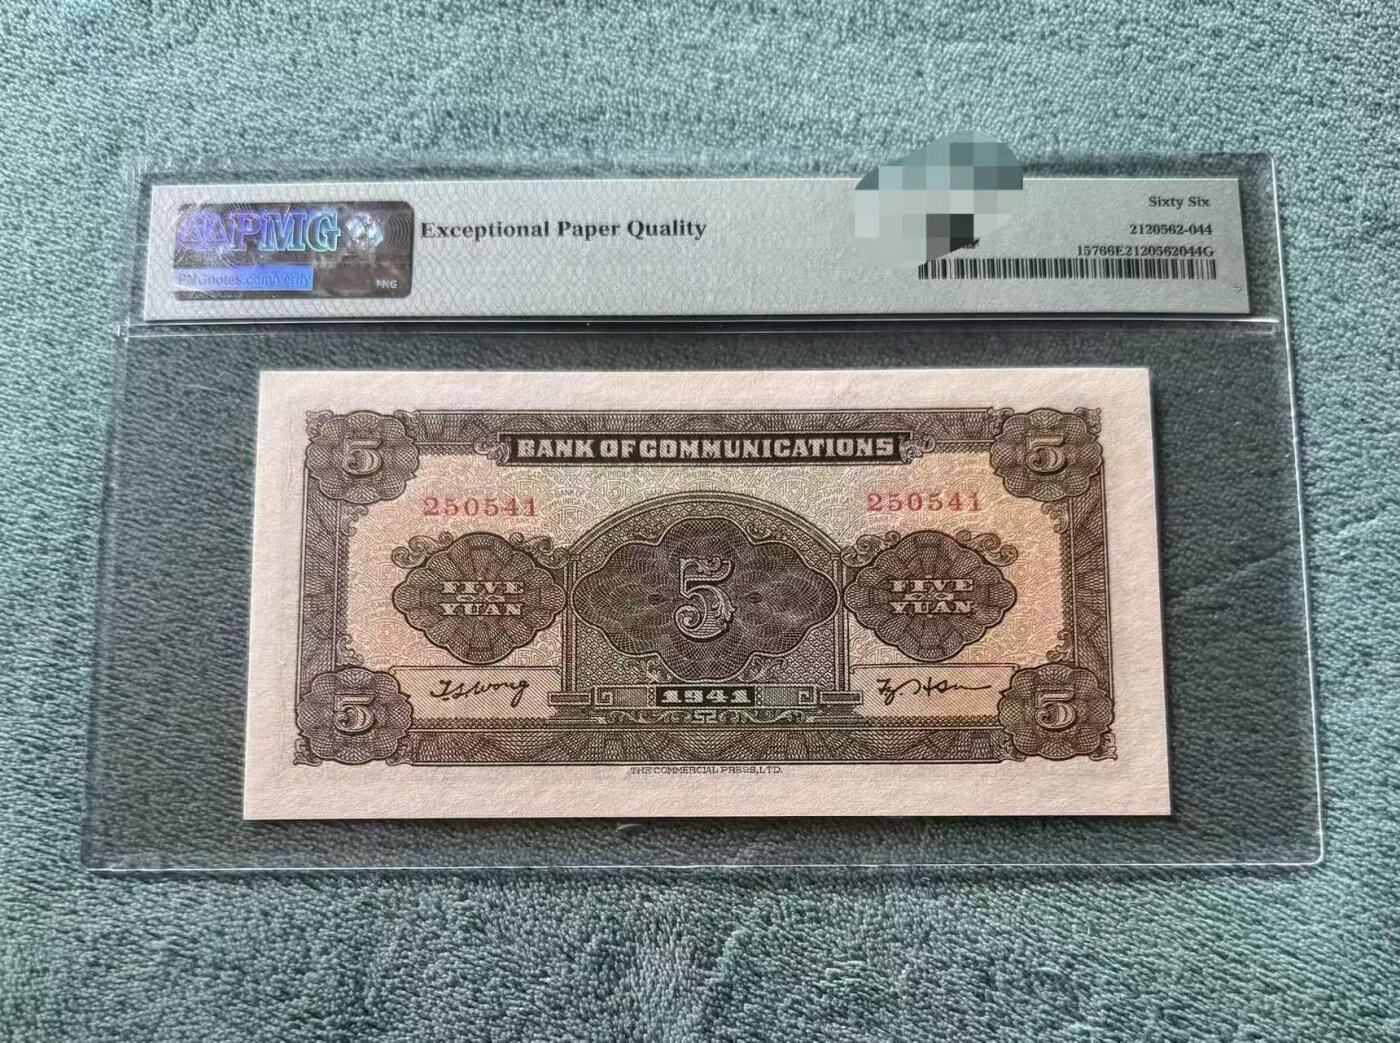 PMG
PMGnotes.com/verify
PNG
Exceptional Paper Quality
Sixty Six
2120562-044
15766E2120562044G
5
BANK OF COMMUNICATIONS
5
250541
250541
FIVE
YUAN
5
FIVE
YUAN
5
1941
5
THE COMMERCIAL PRESS, LTD.